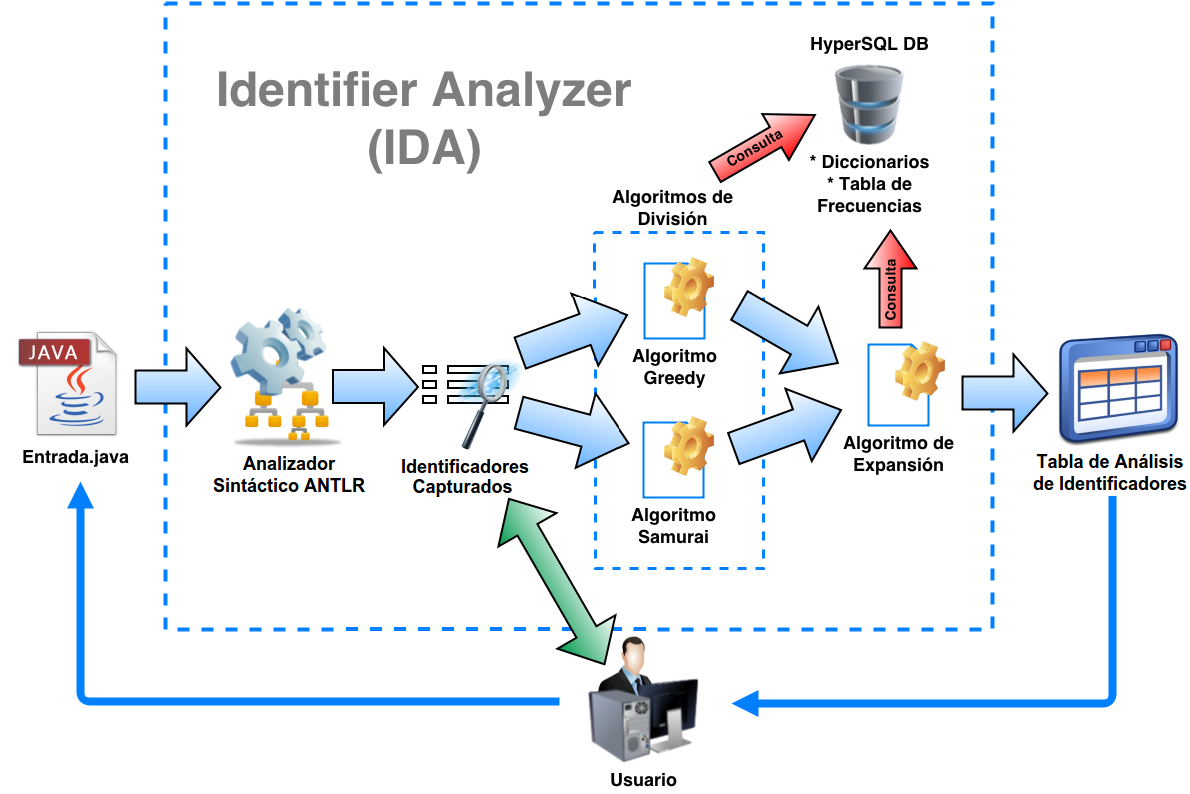 HyperSQL DB
Identifier Analyzer
(IDA)
Consulta
* Diccionarios
* Tabla de
Frecuencias
Algoritmos de
División
Consulta
JAVA
Entrada.java
Analizador
Sintáctico ANTLR
Identificadores
Capturados
Algoritmo
Greedy
Algoritmo
Samurai
Algoritmo de
Expansión
Tabla de Análisis
de Identificadores
Usuario